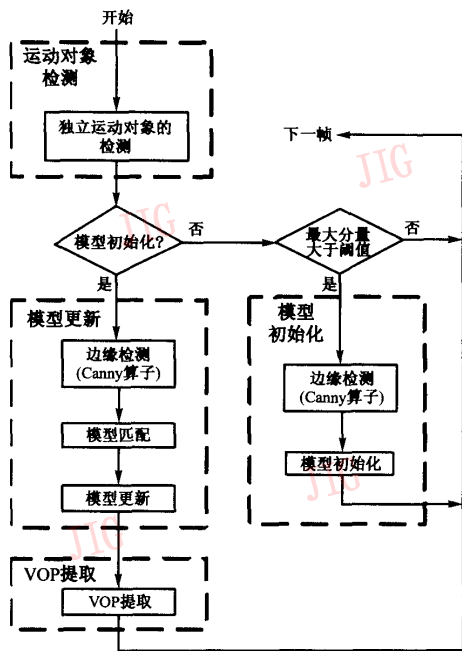 开始
运动对象
检测
独立运动对象的
检测
下一帧
JIG
JIG
模型初始化?
否
最大分量
大于阈值
否
是
是
模型更新
模型
初始化
边缘检测
(Canny算子)
边缘检测
(Canny算子)
模型匹配
模型初始化
JIG
模型更新
JIG
VOP提取
VOP提取